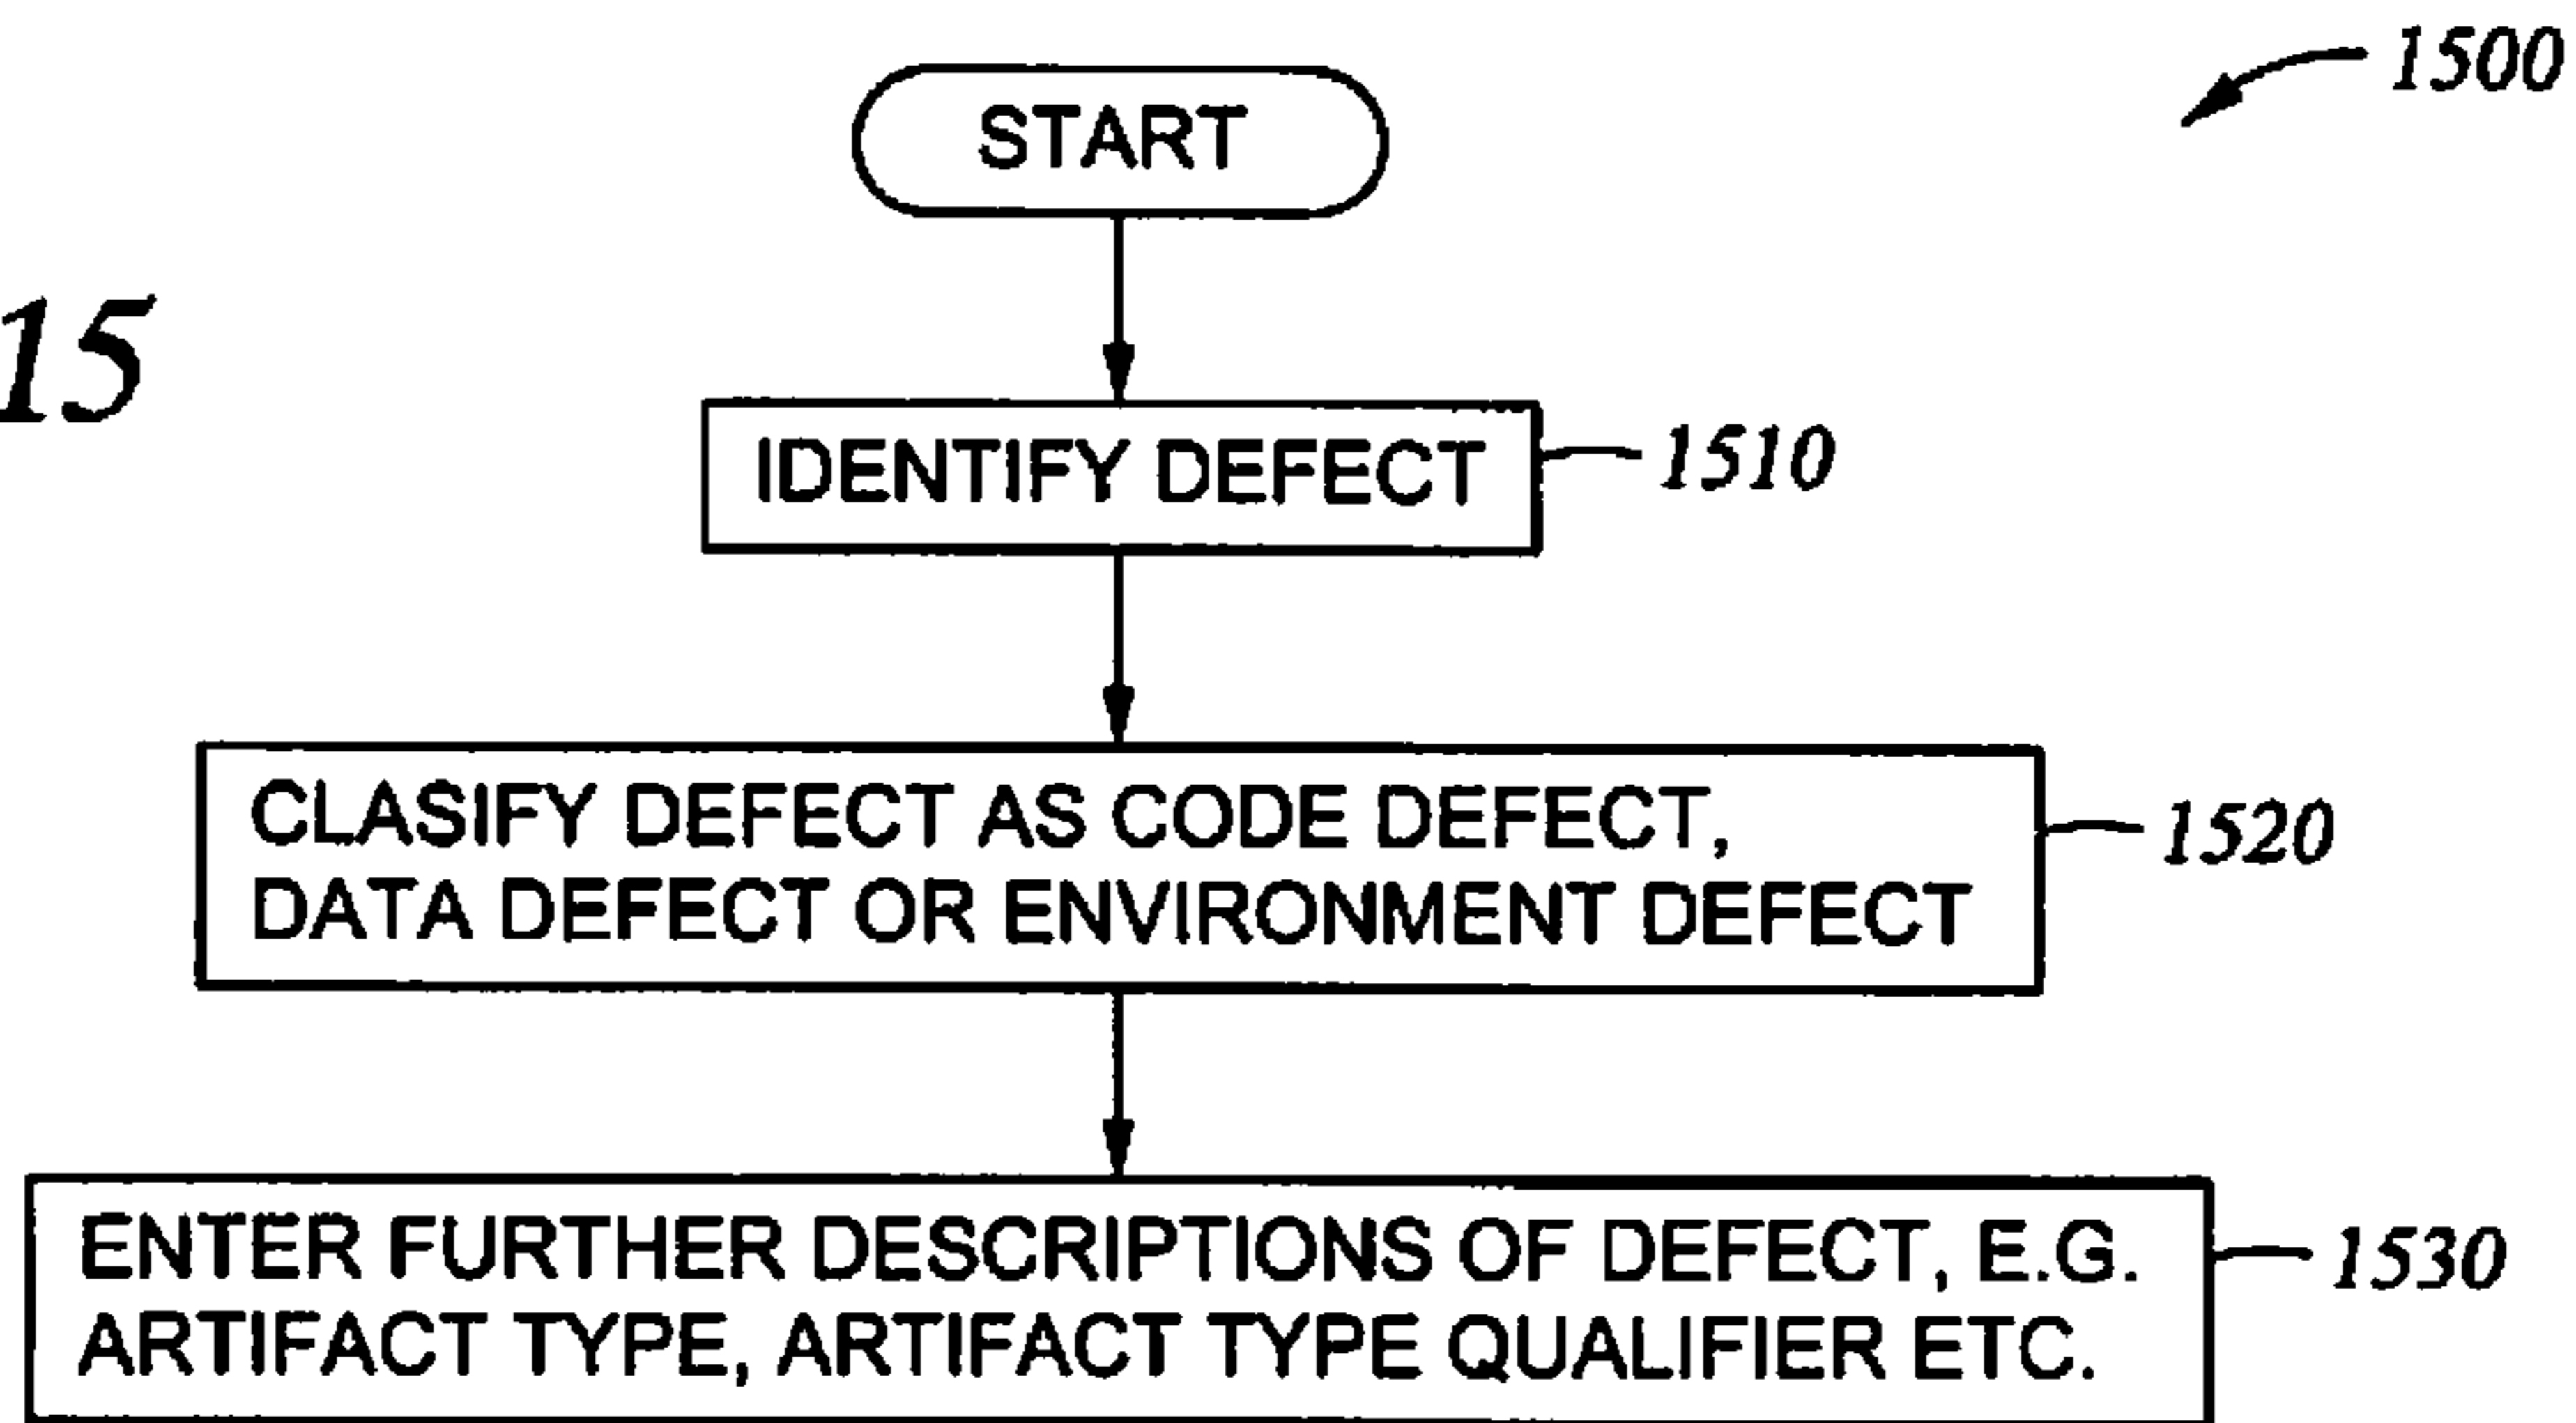 1500
START
15
IDENTIFY DEFECT
1510
CLASIFY DEFECT AS CODE DEFECT,
DATA DEFECT OR ENVIRONMENT DEFECT
1520
ENTER FURTHER DESCRIPTIONS OF DEFECT, E.G.
ARTIFACT TYPE, ARTIFACT TYPE QUALIFIER ETC.
1530